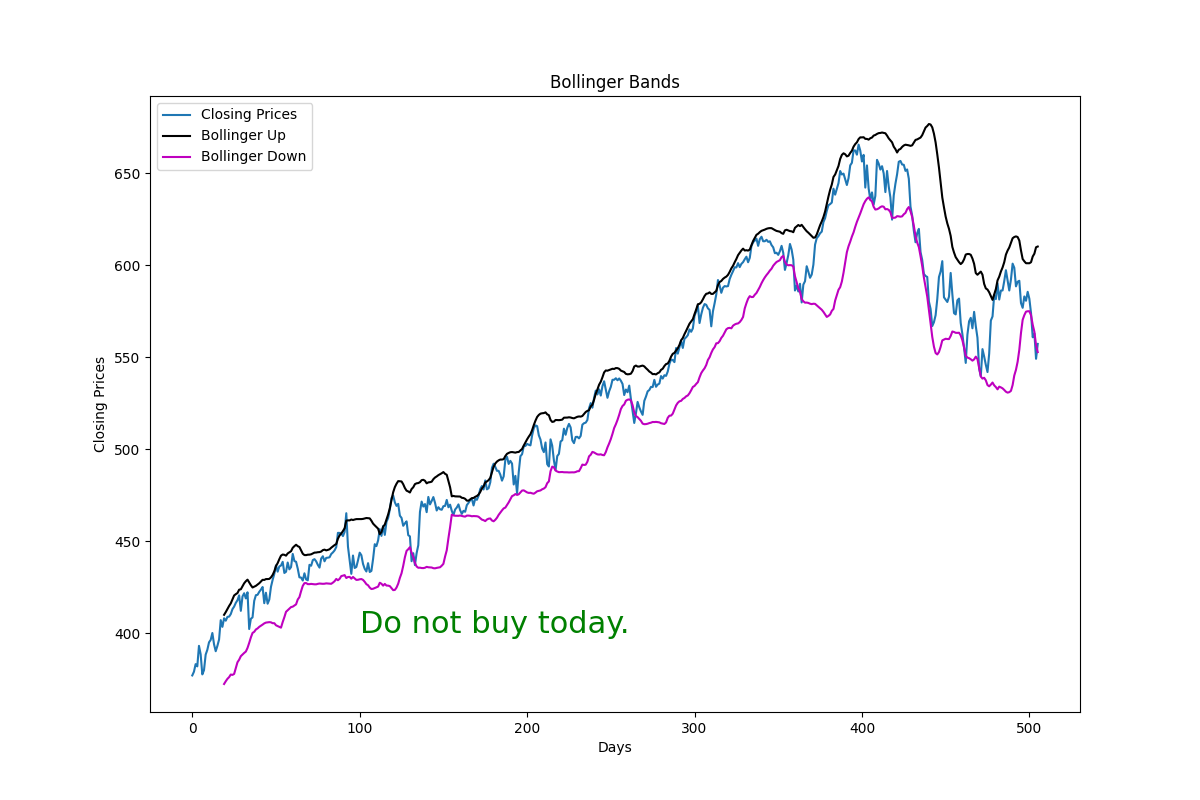 Bollinger Bands
Closing Prices
Bollinger Up
Bollinger Down
650
600
550
500
450
400
Closing Prices
Do not buy today.
0 100 200 300 400 500
Days